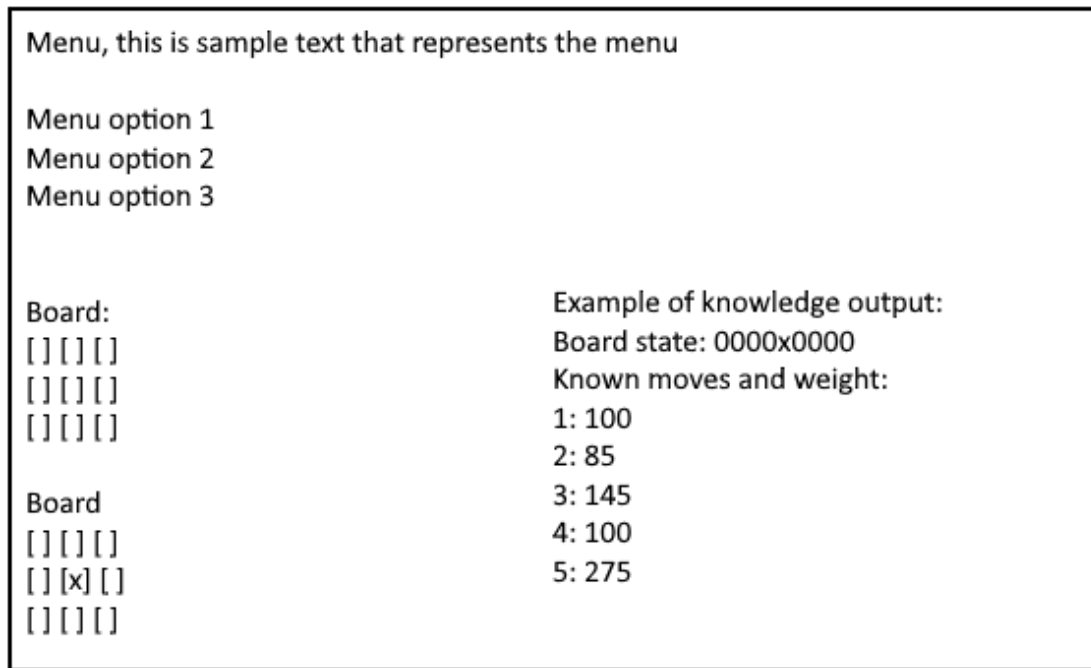 Menu, this is sample text that represents the menu
Menu option 1
Menu option 2
Menu option 3
Board:
[ ] [ ] [ ]
[ ] [ ] [ ]
[ ] [ ] [ ]
Board
[ ] [ ] [ ]
[ ] [x] [ ]
[ ] [ ] [ ]
Example of knowledge output:
Board state: 0000x0000
Known moves and weight:
1: 100
2: 85
3: 145
4: 100
5: 275